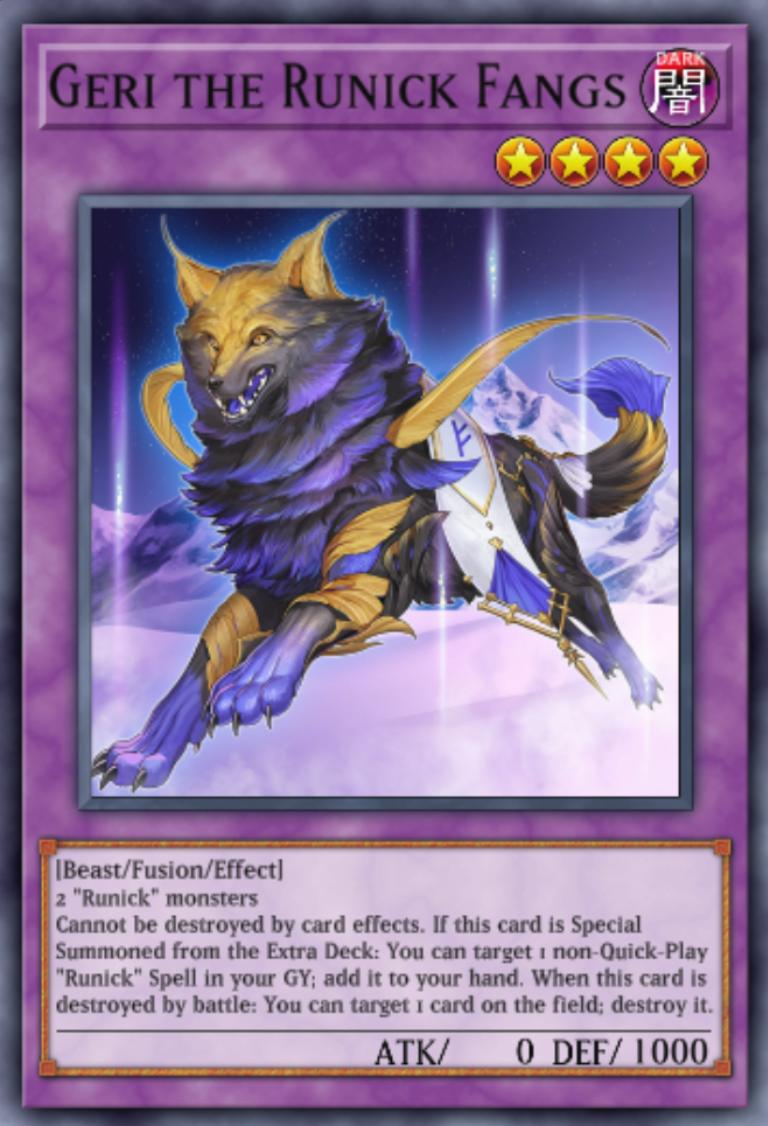 Geri the Runick Fangs
DARK
闇
[Beast/Fusion/Effect]
2 "Runick" monsters
Cannot be destroyed by card effects. If this card is Special
Summoned from the Extra Deck: You can target 1 non-Quick-Play
"Runick" Spell in your GY; add it to your hand. When this card is
destroyed by battle: You can target 1 card on the field; destroy it.
ATK/ 0 DEF/ 1000